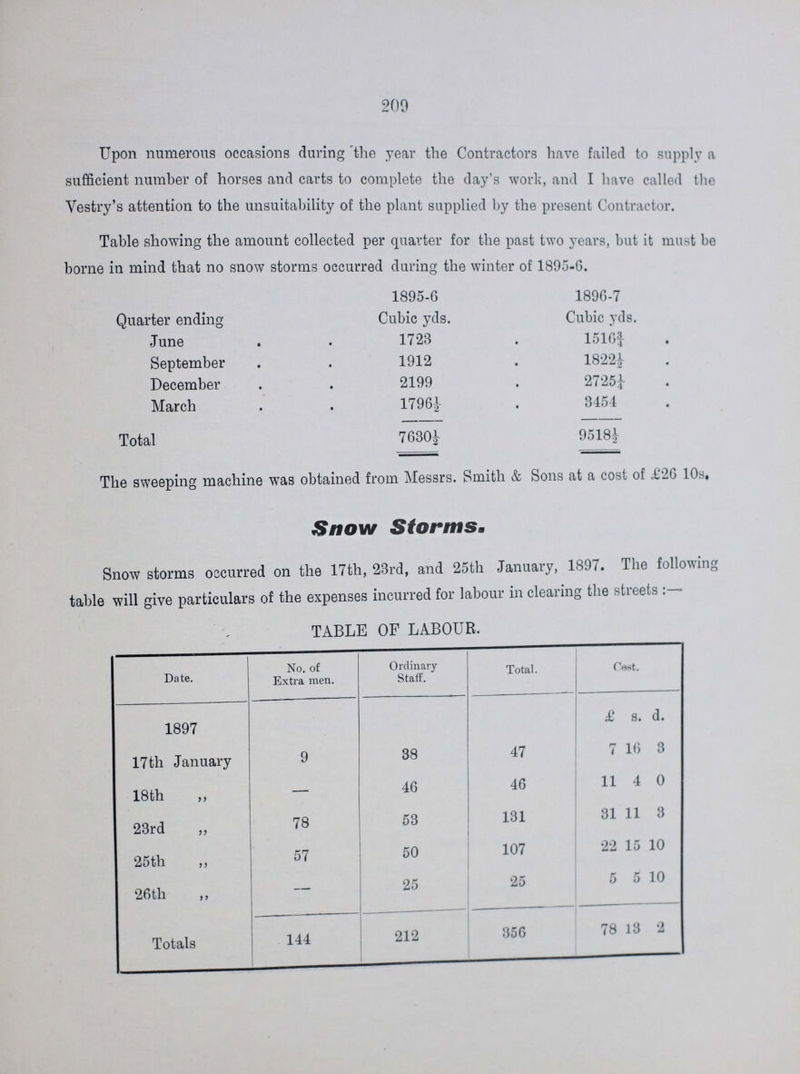 209
Upon numerous occasions during the year the Contractors have failed to supply a
sufficient number of horses and carts to complete the day's work, and I have called the
Vestry's attention to the unsuitability of the plant supplied by the present Contractor.
Table showing the amount collected per quarter for the past two years, but it must be
borne in mind that no snow storms occurred during the winter of 1895-6.
1895-6 1896-7
Quarter ending Cubic yds. Cubic yds.
June . . 1723 . 1516¾ .
September . . 1912 . 1822½ .
December . . 2199 . 2725¼ .
March . . 1796½ . 3454 .
Total 7630½ 9518½
The sweeping machine was obtained from Messrs. Smith & Sons at a cost of £26 10s.
Snow Storms.
Snow storms occurred on the 17th, 23rd, and 25th January, 1897. The following
table will give particulars of the expenses incurred for labour in clearing the streets :—
TABLE OF LABOUR.
Date. No. of Extra men. Ordinary Staff. Total. Cost.
1897 £ s. d.
17th January 9 38 47 7 16 3
18th ,, — 46 46 11 4 0
23rd ,, 78 53 131 31 11 3
25th ,, 57 50 107 22 15 10
26th ,, — 25 25 5 5 10
Totals 144 212 356 78 13 2